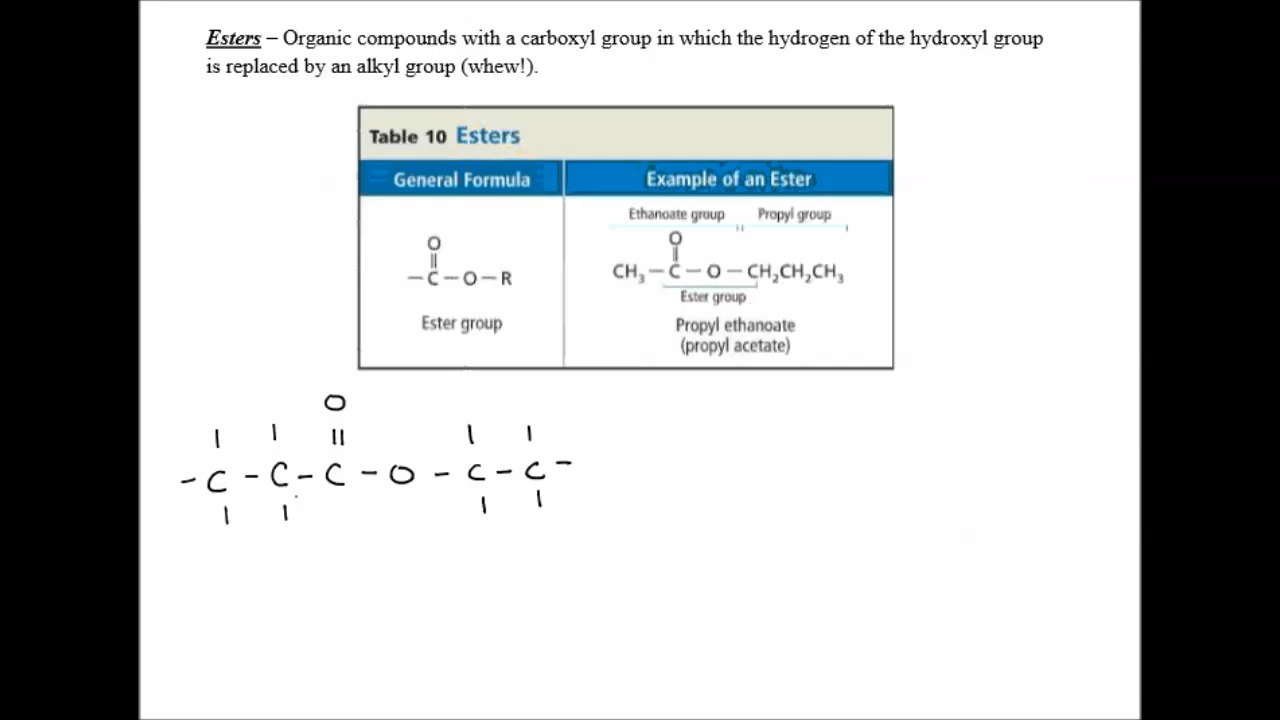 Esters – Organic compounds with a carboxyl group in which the hydrogen of the hydroxyl group
is replaced by an alkyl group (whew!).
Table 10 Esters
General Formula
Example of an Ester
O
||
—C—O—R
Ester group
Ethanoate group Propyl group
O
||
CH₃—C—O—CH₂CH₂CH₃
Ester group
Propyl ethanoate
(propyl acetate)
O
| | || | |
- C - C - C - O - C - C -
| | | |